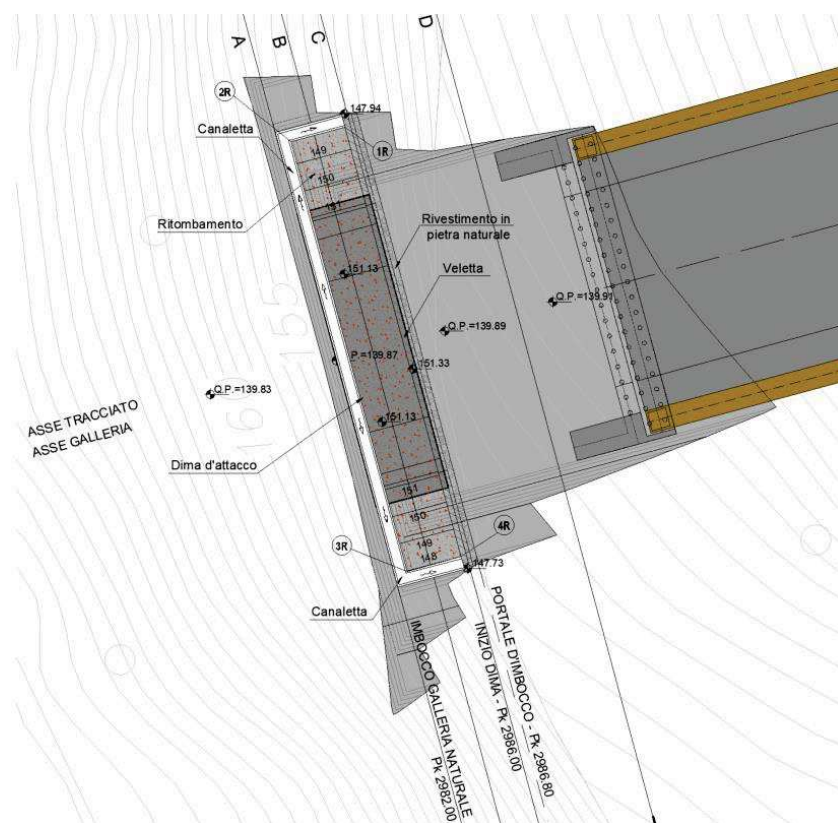 A
B
C
D
2R
147.94
Canaletta
1R
149
150
151
Ritombamento
Rivestimento in
pietra naturale
Veletta
151.13
Q.P.=139.91
Q.P.=139.89
155
P.=139.87
151.33
Q.P.=139.83
160
ASSE TRACCIATO
ASSE GALLERIA
151.13
Dima d'attacco
151
150
4R
3R
149
148
147.73
Canaletta
IMBOCCO GALLERIA NATURALE
Pk 2982.00
INIZIO DIMA - Pk 2986.00
PORTALE D'IMBOCCO - Pk 2986.80